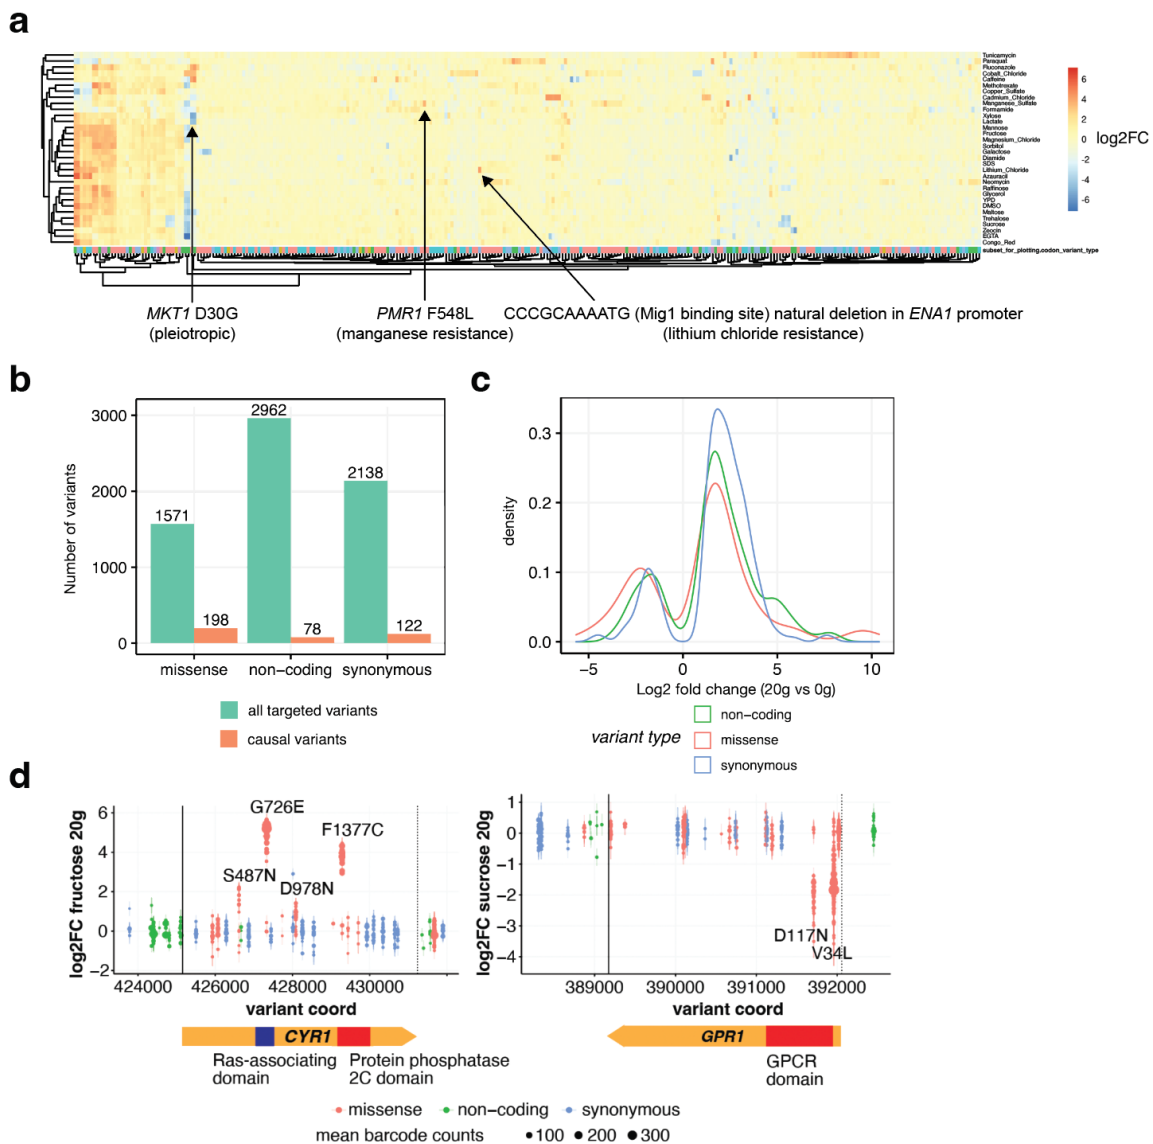 a
Tunicamycin
Paraquat
Fluconazole
Cobalt_Chloride
Caffeine
Methotrexate
Copper_Sulfate
Cadmium_Chloride
Manganese_Sulfate
Formamide
Xylose
Lactate
Mannose
Fructose
Magnesium_Chloride
Sorbitol
Galactose
Diamide
SDS
Lithium_Chloride
Azauracil
Neomycin
Raffinose
Glycerol
YPD
DMSO
Maltose
Trehalose
Sucrose
Zeocin
EGTA
Congo_Red
subset_for_plotting.codon_variant_type
6
4
2
0
-2
-4
-6
log2FC
MKT1 D30G
(pleiotropic)
PMR1 F548L
(manganese resistance)
CCCGCAAAATG (Mig1 binding site) natural deletion in ENA1 promoter
(lithium chloride resistance)
b
Number of variants
3000
2000
1000
0
1571
198
2962
78
2138
122
missense non−coding synonymous
all targeted variants
causal variants
c
density
0.3
0.2
0.1
0.0
−5 0 5 10
Log2 fold change (20g vs 0g)
variant type
non−coding
missense
synonymous
d
log2FC fructose 20g
6
4
2
0
−2
G726E
F1377C
S487N
D978N
424000 426000 428000 430000
variant coord
CYR1
Ras-associating
domain
Protein phosphatase
2C domain
log2FC sucrose 20g
1
0
−1
−2
−3
−4
D117N
V34L
389000 390000 391000 392000
variant coord
GPR1
GPCR
domain
missense non−coding synonymous
mean barcode counts 100 200 300